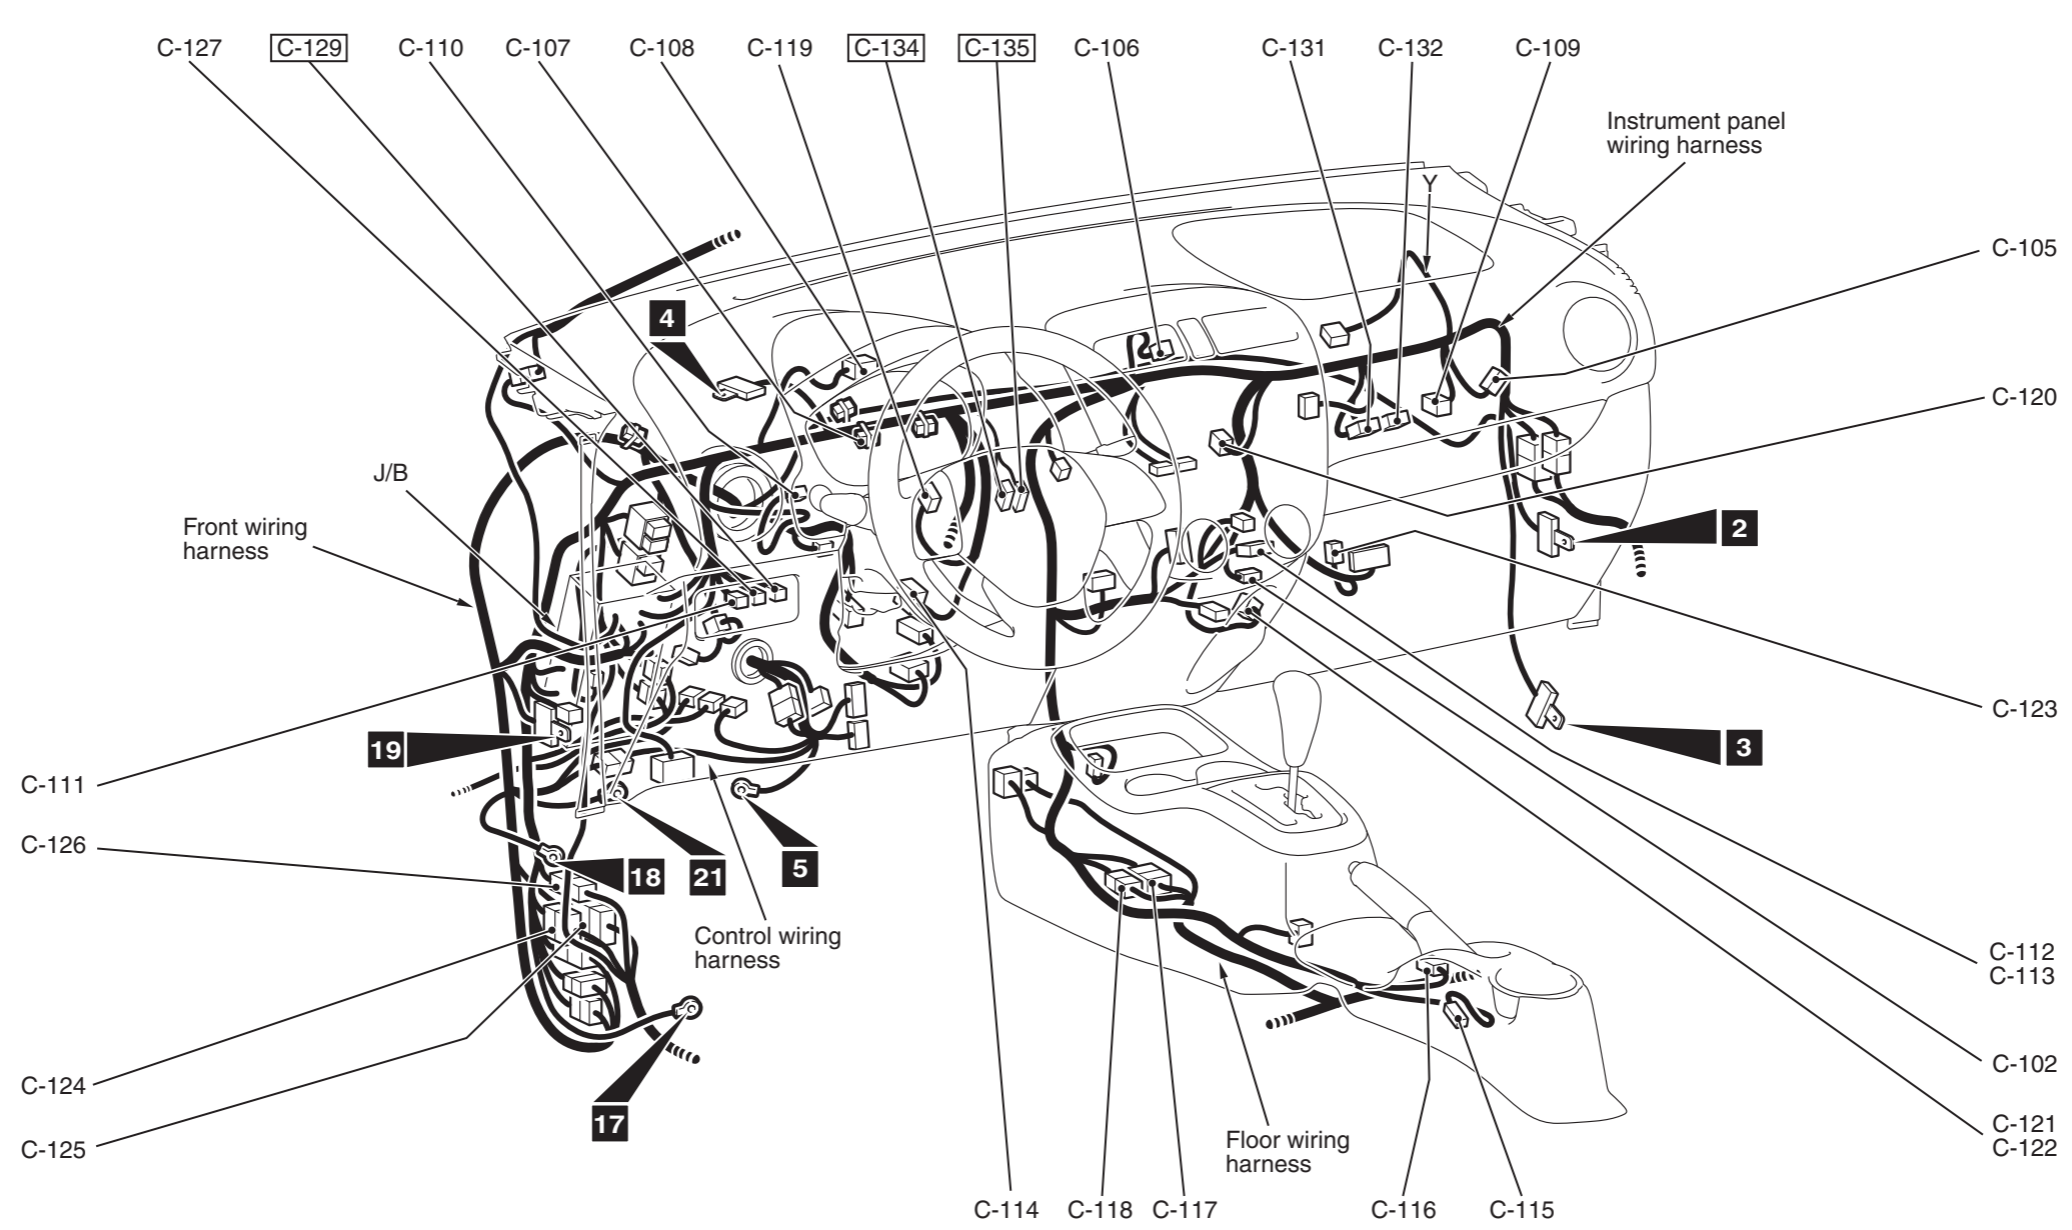 C-127
C-129
C-110
C-107
C-108
C-119
C-134
C-135
C-106
C-131
C-132
C-109
Instrument panel
wiring harness
Y
C-105
4
C-120
J/B
Front wiring
harness
2
C-123
19
3
C-111
C-126
18
21
5
Control wiring
harness
C-112
C-113
C-102
C-124
17
C-125
C-121
C-122
Floor wiring
harness
C-114
C-118
C-117
C-116
C-115